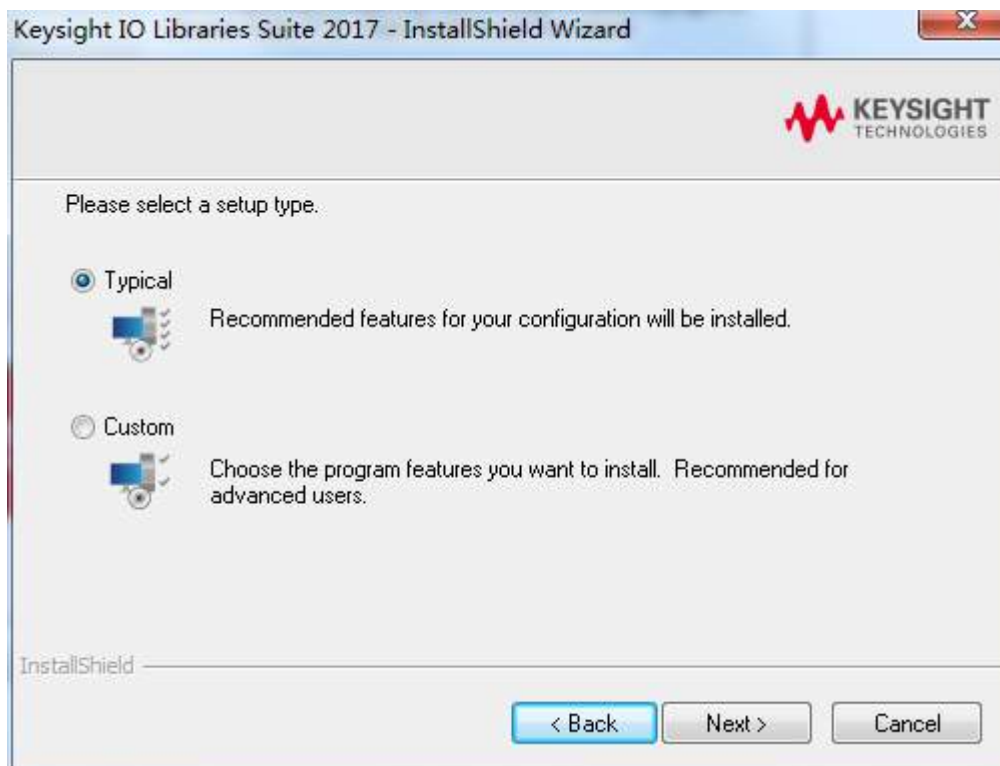 Keysight IO Libraries Suite 2017 - InstallShield Wizard
KEYSIGHT
TECHNOLOGIES
Please select a setup type.
Typical
Recommended features for your configuration will be installed.
Custom
Choose the program features you want to install.  Recommended for
advanced users.
InstallShield
< Back
Next >
Cancel